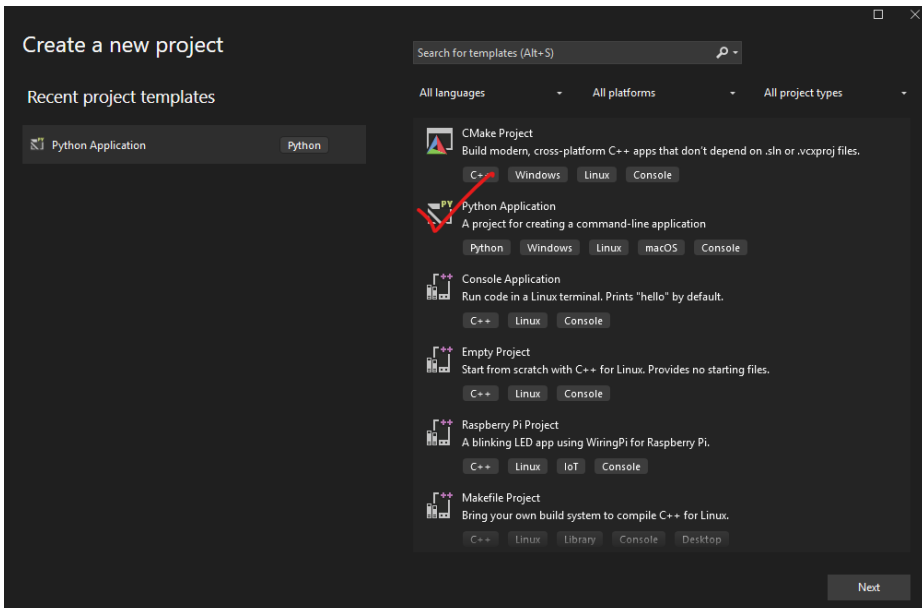 Create a new project
Search for templates (Alt+S)
Recent project templates
All languages
All platforms
All project types
Python Application
Python
CMake Project
Build modern, cross-platform C++ apps that don't depend on .sln or .vcxproj files.
C++ Windows Linux Console
PY
Python Application
A project for creating a command-line application
Python Windows Linux macOS Console
++
Console Application
Run code in a Linux terminal. Prints "hello" by default.
C++ Linux Console
++
Empty Project
Start from scratch with C++ for Linux. Provides no starting files.
C++ Linux Console
++
Raspberry Pi Project
A blinking LED app using WiringPi for Raspberry Pi.
C++ Linux IoT Console
++
Makefile Project
Bring your own build system to compile C++ for Linux.
C++ Linux Library Console Desktop
Next